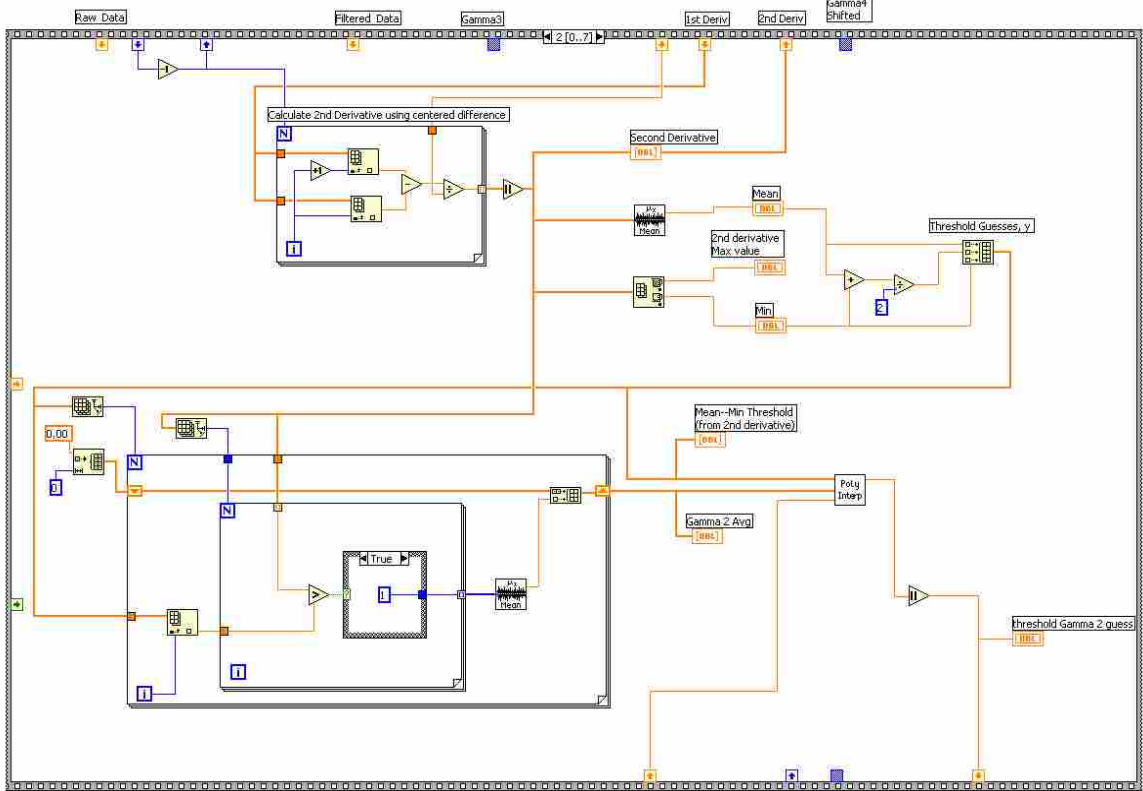 Raw Data
Filtered Data
Gamma3
1st Deriv
2nd Deriv
Gamma4
Shifted
2 [0..7]
-1
Calculate 2nd Derivative using centered difference
N
+1
i
Second Derivative
[DBL]
Mean
Mean
DBL
Threshold Guesses, y
2nd derivative
Max value
DBL
2
Min
DBL
0.00
0
N
Mean--Min Threshold
(from 2nd derivative)
[DBL]
Poly
Interp
N
Gamma 2 Avg
[DBL]
True
1
Mean
threshold Gamma 2 guess
DBL
i
i